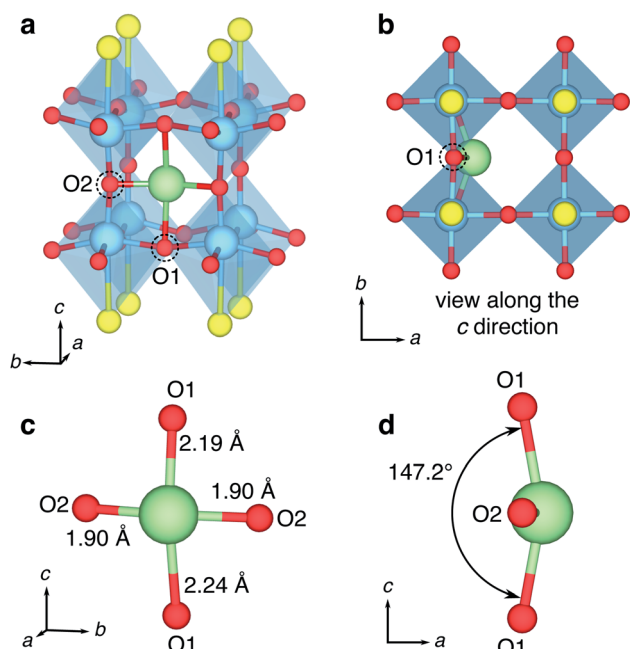 a
O2
O1
c
b
a
b
O1
b
a
view along the
c direction
c
O1
2.19 Å
1.90 Å
O2
O2
1.90 Å
2.24 Å
O1
c
b
a
d
O1
147.2°
O2
O1
c
a